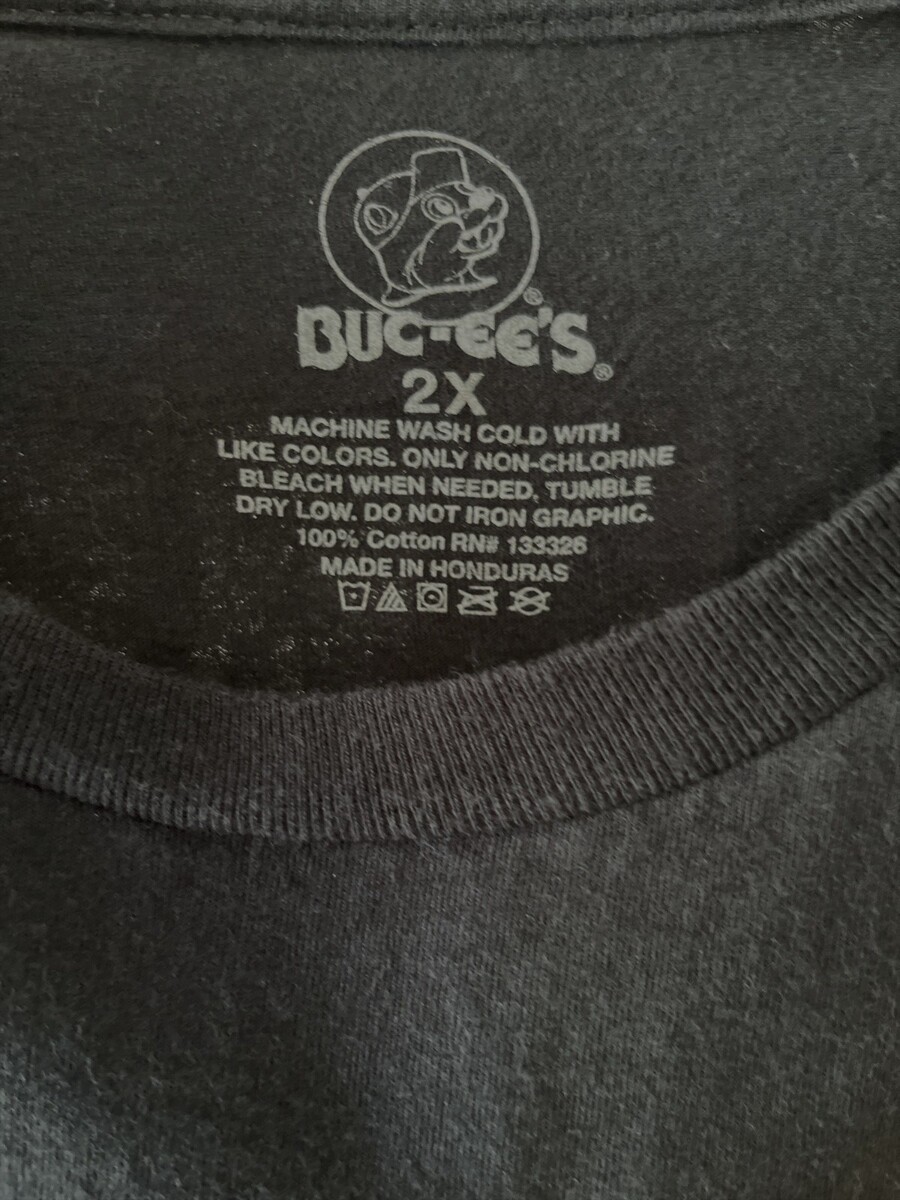 ®
BUC-EE'S®
2X
MACHINE WASH COLD WITH
LIKE COLORS. ONLY NON-CHLORINE
BLEACH WHEN NEEDED, TUMBLE
DRY LOW. DO NOT IRON GRAPHIC.
100% Cotton RN# 133326
MADE IN HONDURAS